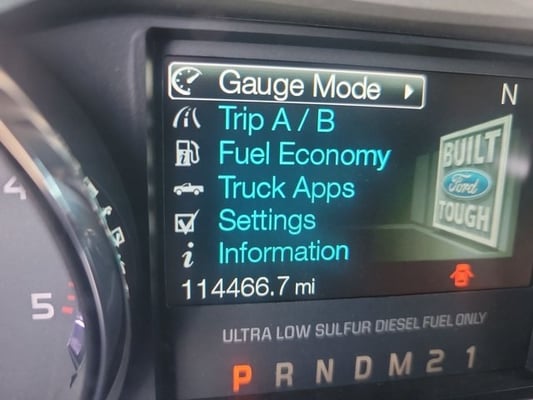 Gauge Mode
N
Trip A / B
Fuel Economy
Truck Apps
Settings
Information
BUILT
Ford
TOUGH
114466.7 mi
4
5
ULTRA LOW SULFUR DIESEL FUEL ONLY
P R N D M 2 1